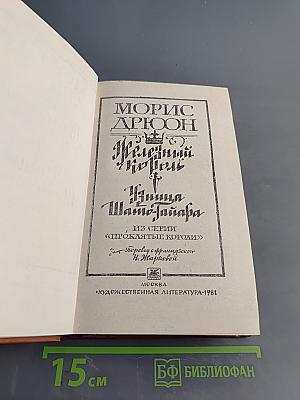 МОРИС
ДРЮОН
Железный
король
Узница
Шато-Гайара
ИЗ СЕРИИ
«ПРОКЛЯТЫЕ КОРОЛИ»
Перевод с французского
Н. Жарковой
МОСКВА
«ХУДОЖЕСТВЕННАЯ ЛИТЕРАТУРА» 1981
15 см
БФ БИБЛИОФАН